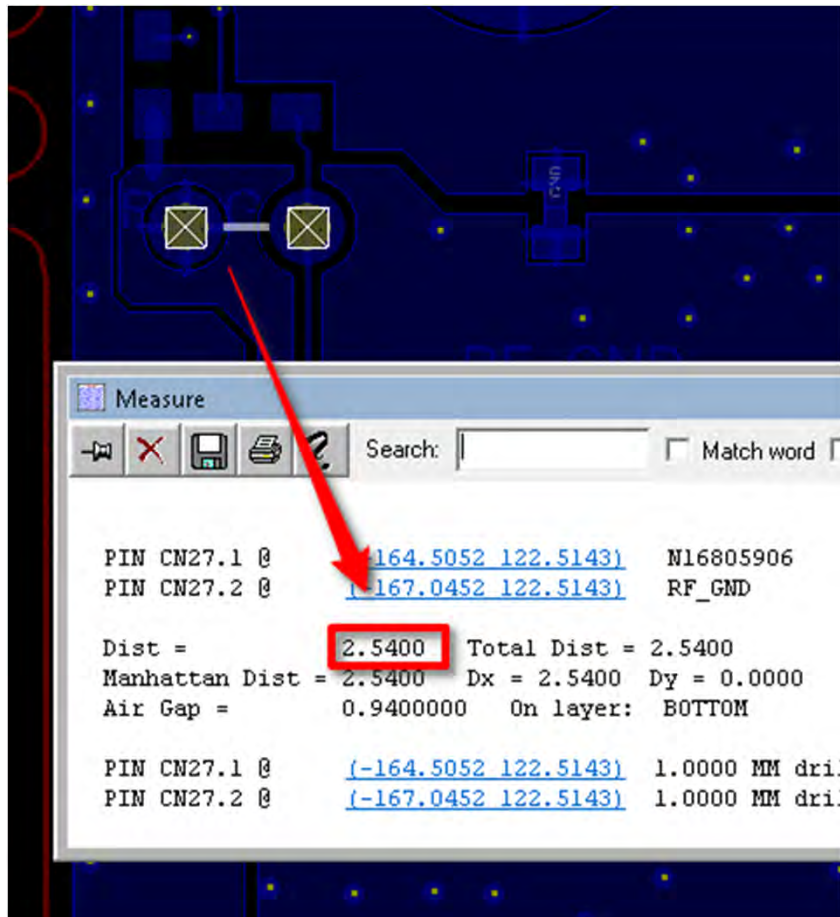 GND
Measure
Search: Match word
PIN CN27.1 @ (-164.5052 122.5143) N16805906
PIN CN27.2 @ (-167.0452 122.5143) RF_GND
Dist = 2.5400 Total Dist = 2.5400
Manhattan Dist = 2.5400 Dx = 2.5400 Dy = 0.0000
Air Gap = 0.9400000 On layer: BOTTOM
PIN CN27.1 @ (-164.5052 122.5143) 1.0000 MM dril
PIN CN27.2 @ (-167.0452 122.5143) 1.0000 MM dril